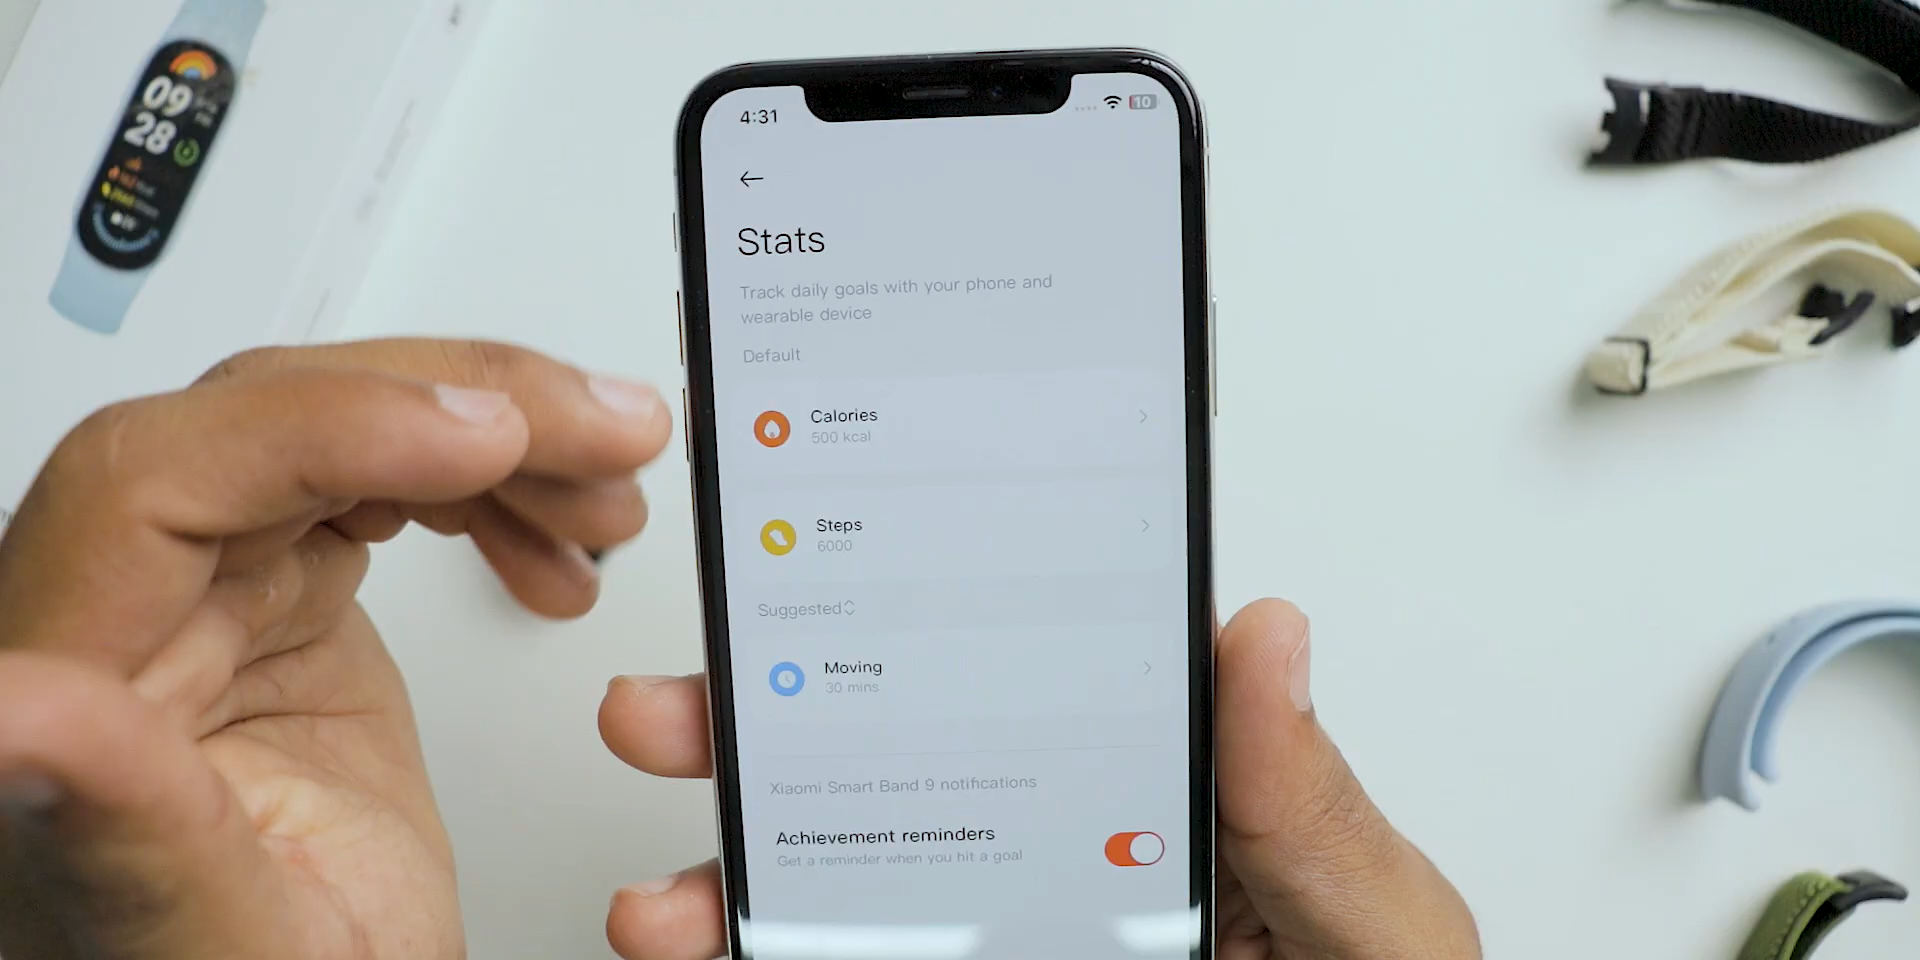 09
28
4:31
10
Stats
Track daily goals with your phone and
wearable device
Default
Calories
500 kcal
Steps
6000
Suggested
Moving
30 mins
Xiaomi Smart Band 9 notifications
Achievement reminders
Get a reminder when you hit a goal